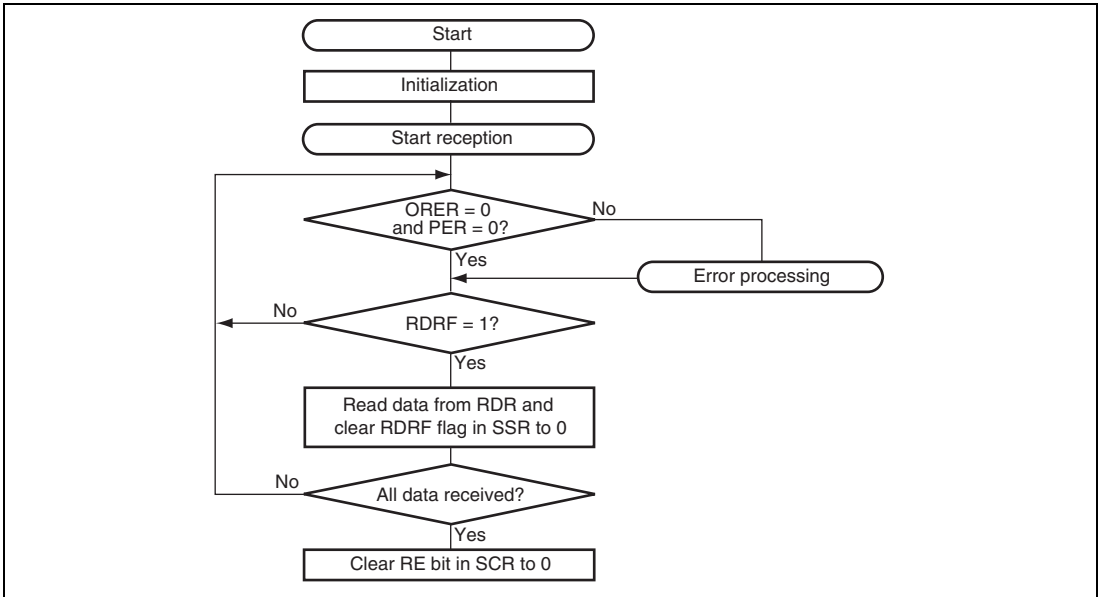 Start
Initialization
Start reception
ORER = 0
and PER = 0?
No
Yes
Error processing
No
RDRF = 1?
Yes
Read data from RDR and
clear RDRF flag in SSR to 0
No
All data received?
Yes
Clear RE bit in SCR to 0